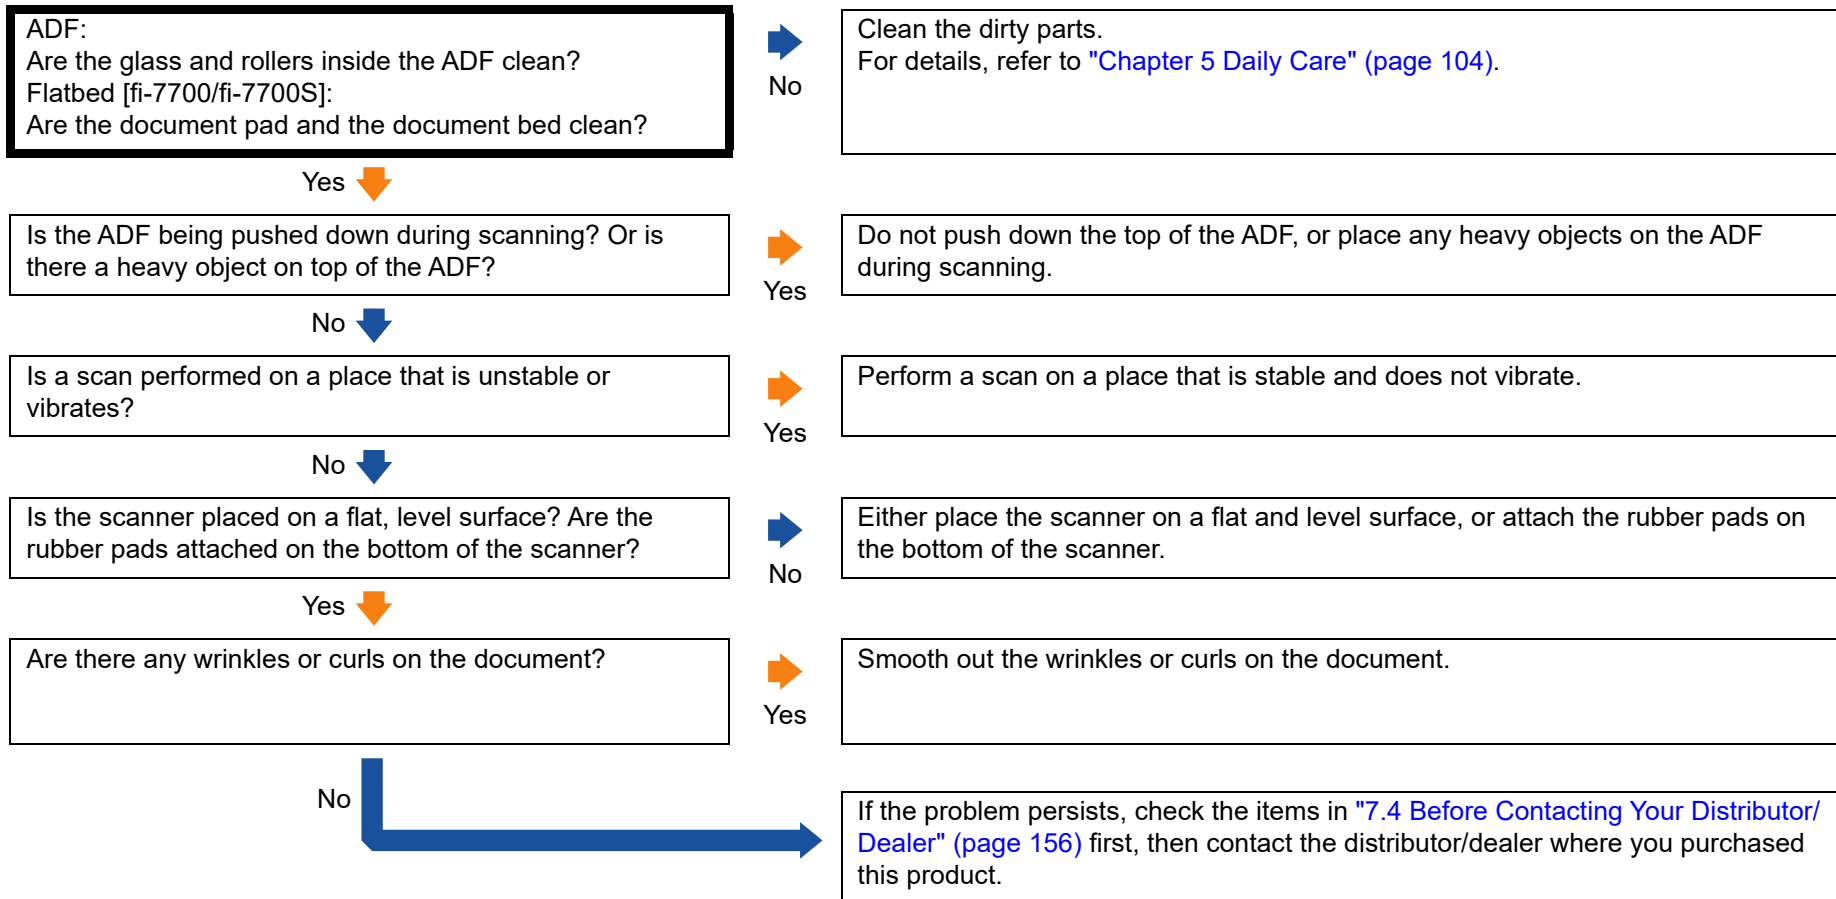 ADF:
Are the glass and rollers inside the ADF clean?
Flatbed [fi-7700/fi-7700S]:
Are the document pad and the document bed clean?
No
Clean the dirty parts.
For details, refer to "Chapter 5 Daily Care" (page 104).
Yes
Is the ADF being pushed down during scanning? Or is
there a heavy object on top of the ADF?
Yes
Do not push down the top of the ADF, or place any heavy objects on the ADF
during scanning.
No
Is a scan performed on a place that is unstable or
vibrates?
Yes
Perform a scan on a place that is stable and does not vibrate.
No
Is the scanner placed on a flat, level surface? Are the
rubber pads attached on the bottom of the scanner?
No
Either place the scanner on a flat and level surface, or attach the rubber pads on
the bottom of the scanner.
Yes
Are there any wrinkles or curls on the document?
Yes
Smooth out the wrinkles or curls on the document.
No
If the problem persists, check the items in "7.4 Before Contacting Your Distributor/
Dealer" (page 156) first, then contact the distributor/dealer where you purchased
this product.